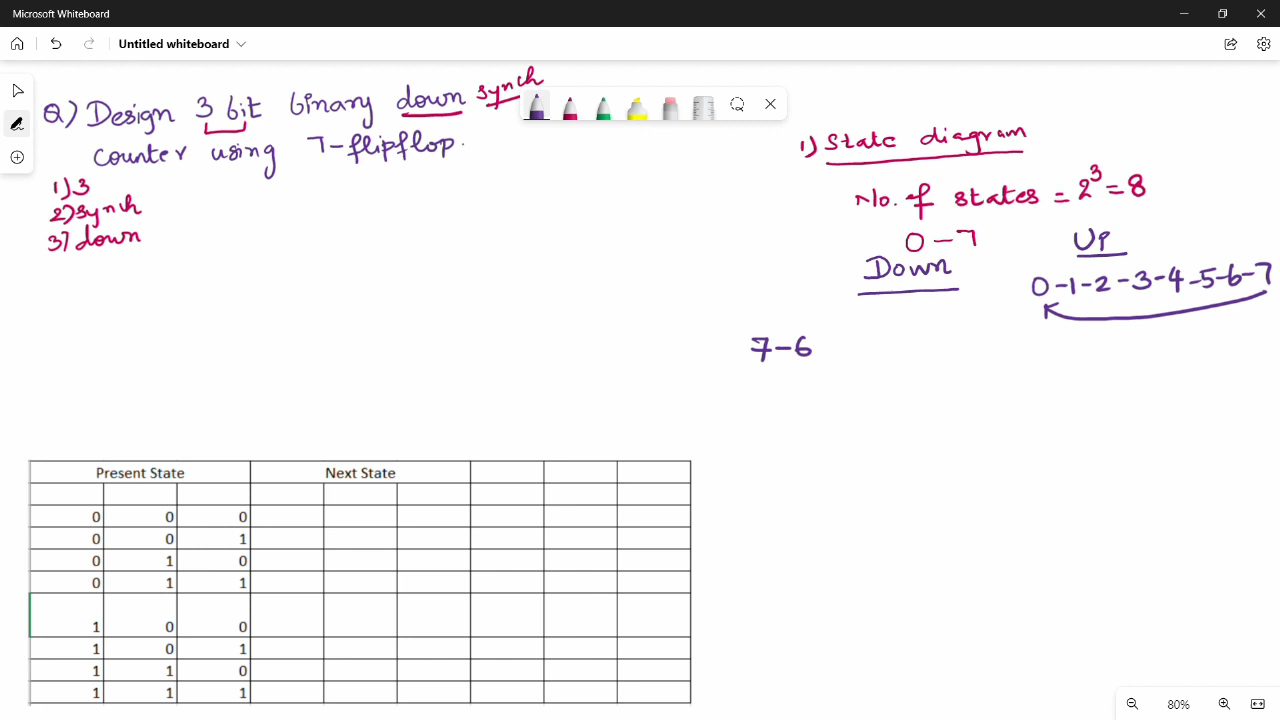 Microsoft Whiteboard
Untitled whiteboard
Q) Design 3 bit binary down synch
counter using T-flipflop.
1) 3
2) synch
3) down
1) State diagram
No. of states = 2³ = 8
0 - 7
Down
UP
0-1-2-3-4-5-6-7
7-6
Present State Next State
0 0 0
0 0 1
0 1 0
0 1 1
1 0 0
1 0 1
1 1 0
1 1 1
80%